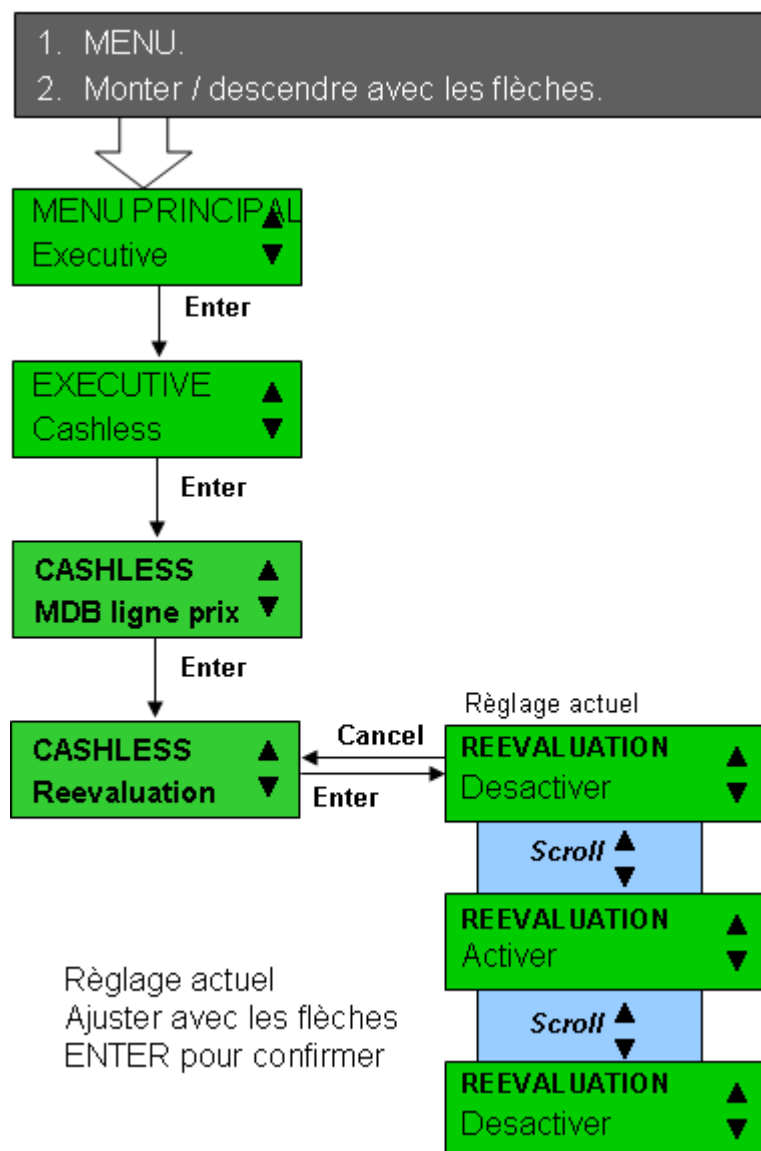 1. MENU.
2. Monter / descendre avec les flèches.
MENU PRINCIPAL
Executive
Enter
EXECUTIVE
Cashless
Enter
CASHLESS
MDB ligne prix
Enter
CASHLESS
Reevaluation
Cancel
Enter
Règlage actuel
REEVALUATION
Desactiver
Scroll
REEVALUATION
Activer
Scroll
REEVALUATION
Desactiver
Règlage actuel
Ajuster avec les flèches
ENTER pour confirmer